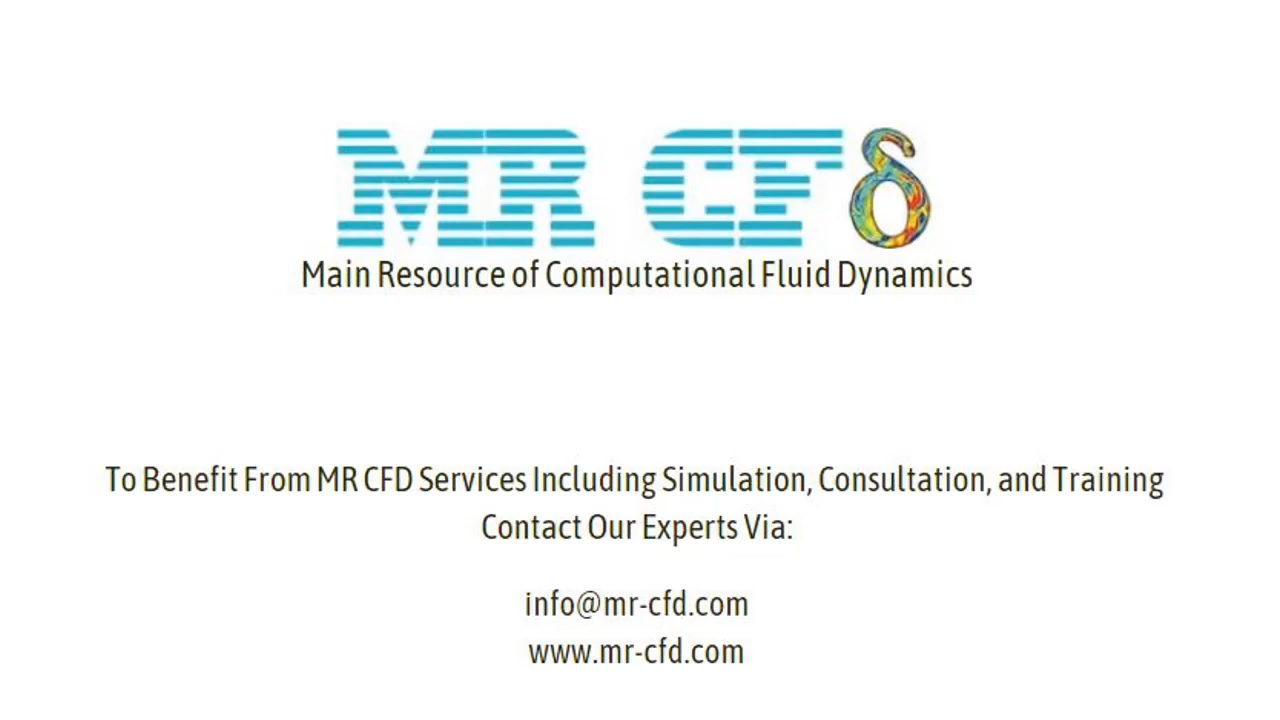 MR CFδ
Main Resource of Computational Fluid Dynamics
To Benefit From MR CFD Services Including Simulation, Consultation, and Training
Contact Our Experts Via:
info@mr-cfd.com
www.mr-cfd.com